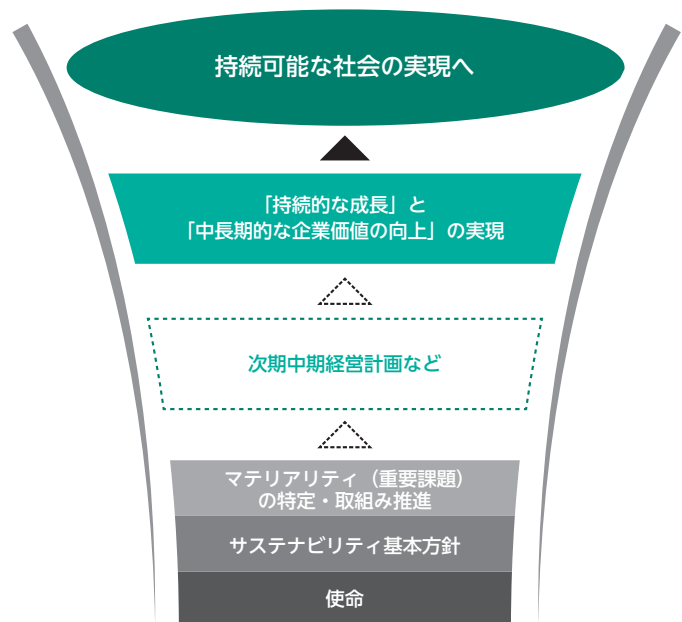 持続可能な社会の実現へ
「持続的な成長」と
「中長期的な企業価値の向上」の実現
次期中期経営計画など
マテリアリティ（重要課題）
の特定・取組み推進
サステナビリティ基本方針
使命